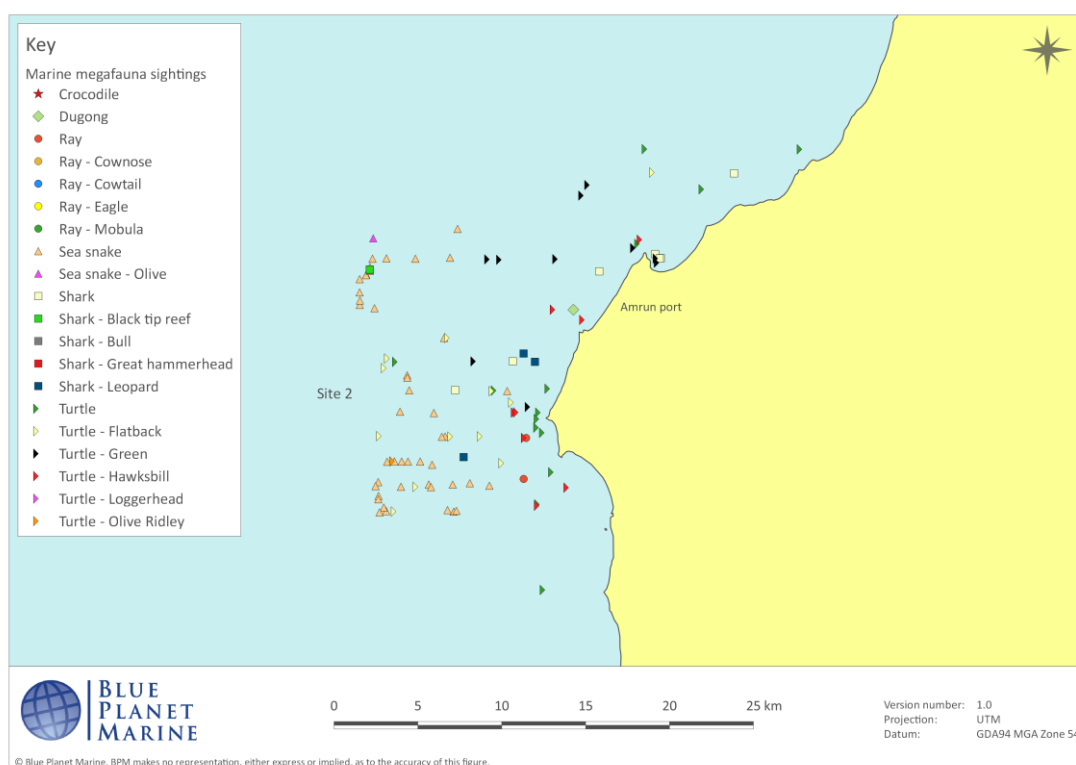 Key
Marine megafauna sightings
Crocodile
Dugong
Ray
Ray - Cownose
Ray - Cowtail
Ray - Eagle
Ray - Mobula
Sea snake
Sea snake - Olive
Shark
Shark - Black tip reef
Shark - Bull
Shark - Great hammerhead
Shark - Leopard
Turtle
Turtle - Flatback
Turtle - Green
Turtle - Hawksbill
Turtle - Loggerhead
Turtle - Olive Ridley
Amrun port
Site 2
BLUE
PLANET
MARINE
0 5 10 15 20 25 km
Version number: 1.0
Projection: UTM
Datum: GDA94 MGA Zone 54
© Blue Planet Marine. BPM makes no representation, either express or implied, as to the accuracy of this figure.